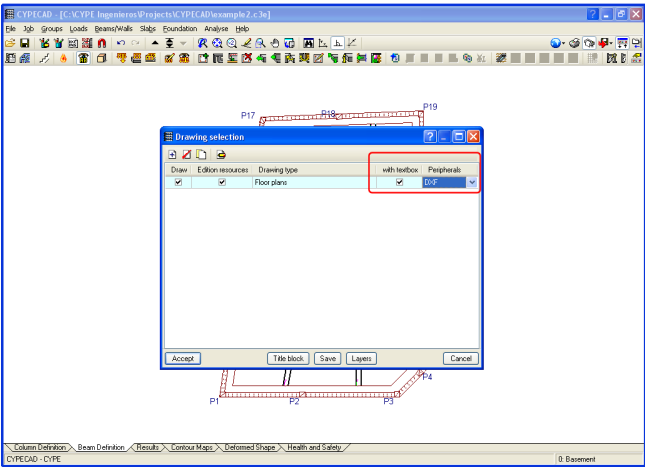 CYPECAD - [C:\CYPE Ingenieros\Projects\CYPECAD\example2.c3e]
File Job Groups Loads Beams/Walls Slabs Foundation Analyse Help
P17 P18 P19
Drawing selection
Draw Edition resources Drawing type with textbox Peripherals
Floor plans DXF
Accept Title block Save Layers Cancel
P4
P1 P2 P3
Column Definition Beam Definition Results Contour Maps Deformed Shape Health and Safety
CYPECAD - CYPE 0: Basement